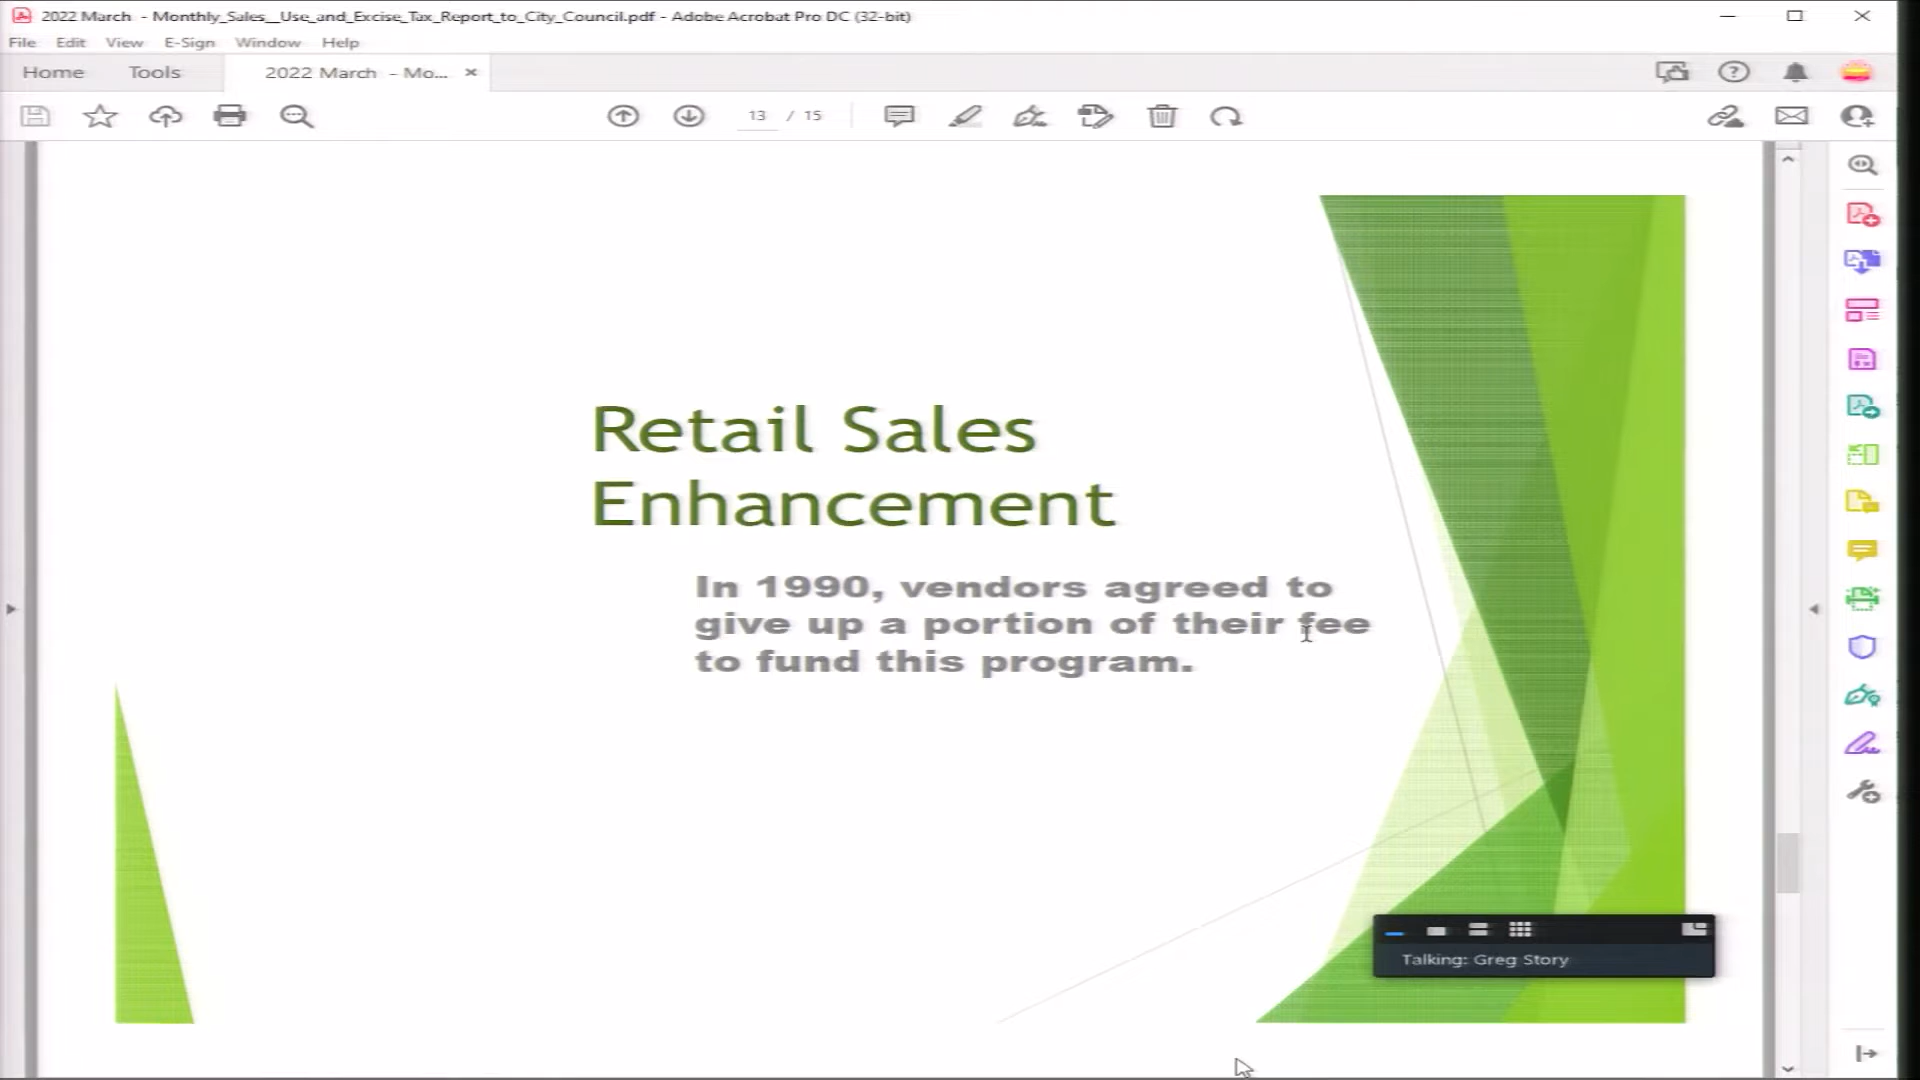 2022 March - Monthly_Sales__Use_and_Excise_Tax_Report_to_City_Council.pdf - Adobe Acrobat Pro DC (32-bit)
File Edit View E-Sign Window Help
Home Tools 2022 March - Mo... ×
13 / 15
Retail Sales
Enhancement
In 1990, vendors agreed to
give up a portion of their fee
to fund this program.
Talking: Greg Story